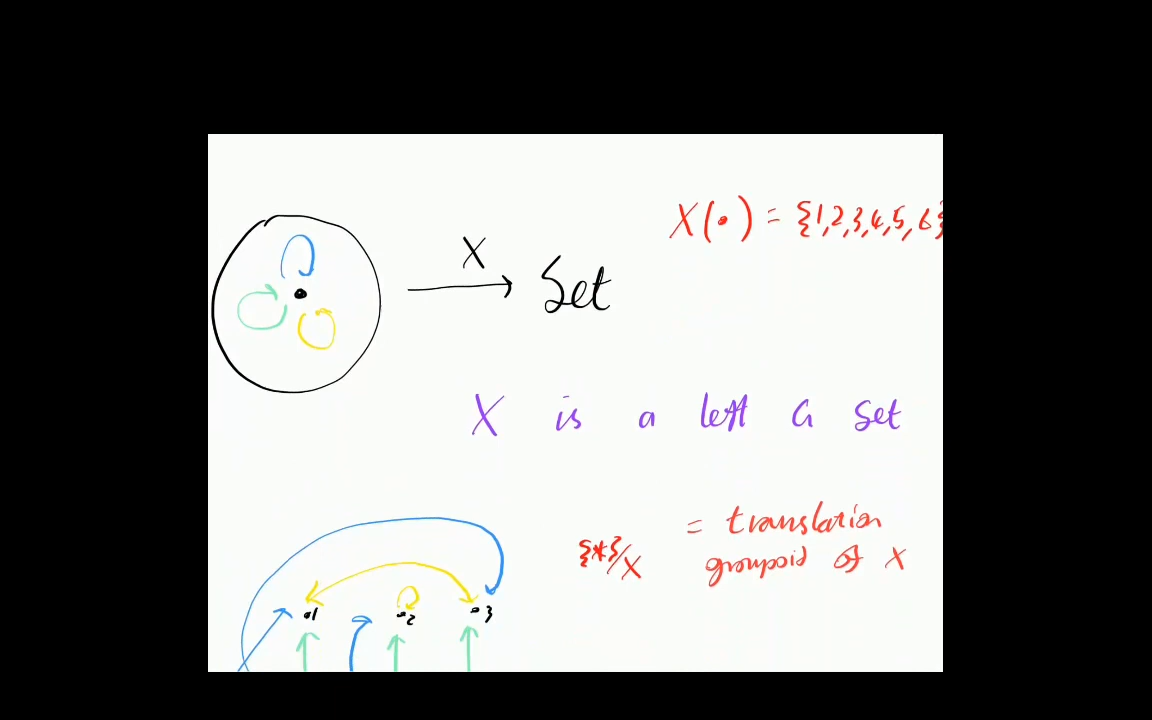 X(•) = {1,2,3,4,5,6}
X
Set
X is a left G set
= translation
{*}/X groupoid of X
1 2 3